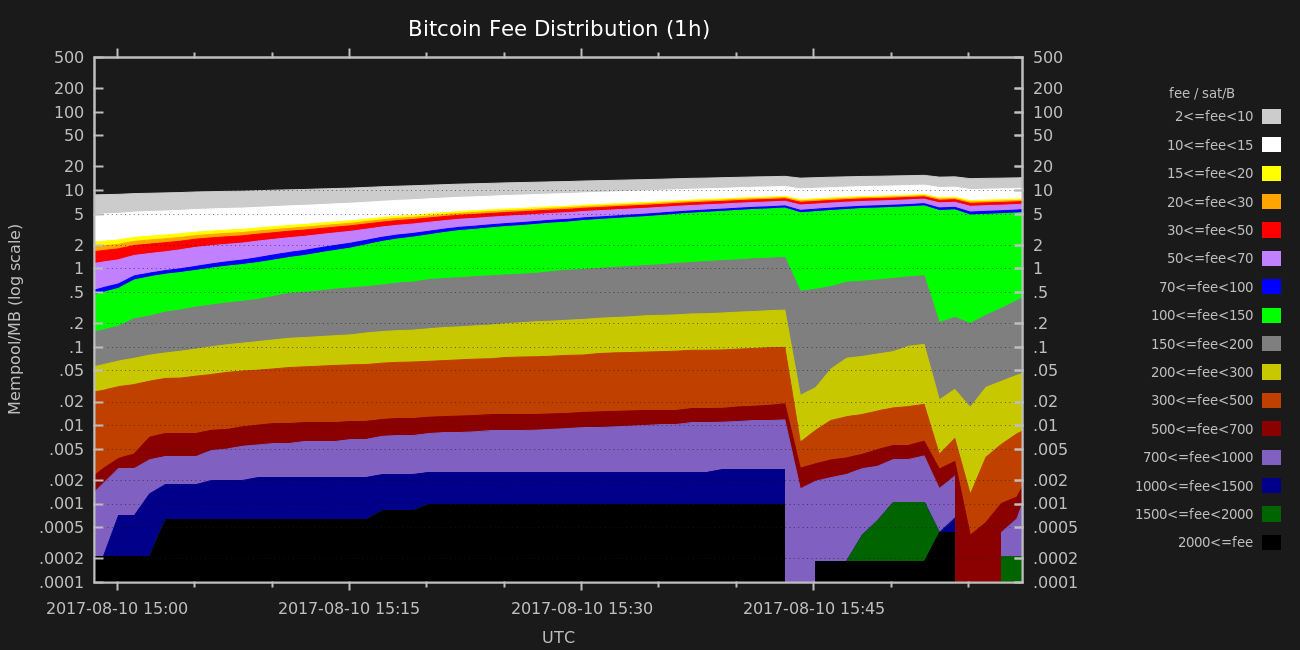 Bitcoin Fee Distribution (1h)
Mempool/MB (log scale)
500
200
100
50
20
10
5
2
1
.5
.2
.1
.05
.02
.01
.005
.002
.001
.0005
.0002
.0001
500
200
100
50
20
10
5
2
1
.5
.2
.1
.05
.02
.01
.005
.002
.001
.0005
.0002
.0001
2017-08-10 15:00
2017-08-10 15:15
2017-08-10 15:30
2017-08-10 15:45
UTC
fee / sat/B
2<=fee<10
10<=fee<15
15<=fee<20
20<=fee<30
30<=fee<50
50<=fee<70
70<=fee<100
100<=fee<150
150<=fee<200
200<=fee<300
300<=fee<500
500<=fee<700
700<=fee<1000
1000<=fee<1500
1500<=fee<2000
2000<=fee